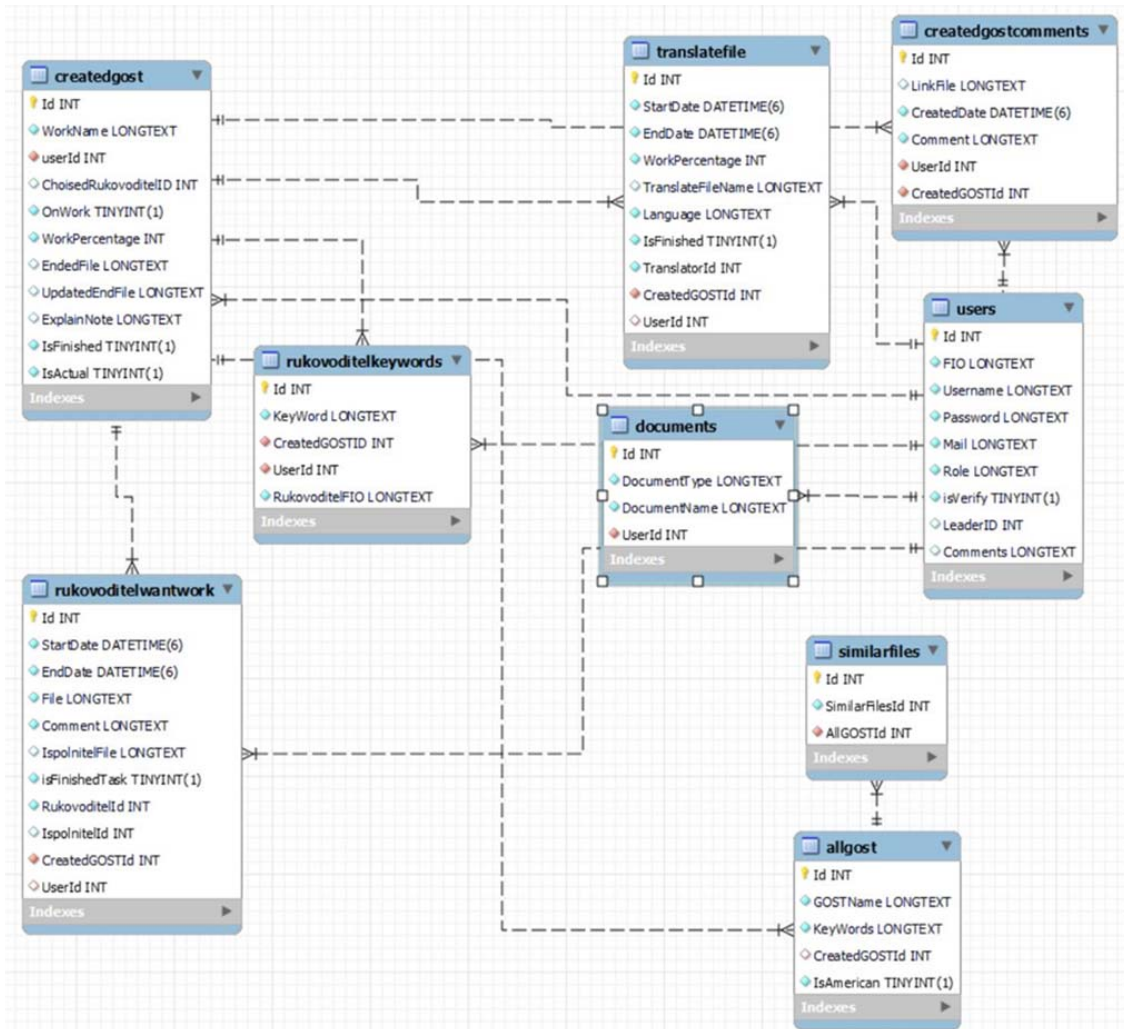 createdgost
Id INT
WorkName LONGTEXT
userId INT
ChoisedRukovoditelID INT
OnWork TINYINT(1)
WorkPercentage INT
EndedFile LONGTEXT
UpdatedEndFile LONGTEXT
ExplainNote LONGTEXT
IsFinished TINYINT(1)
IsActual TINYINT(1)
Indexes
translatefile
Id INT
StartDate DATETIME(6)
EndDate DATETIME(6)
WorkPercentage INT
TranslateFileName LONGTEXT
Language LONGTEXT
IsFinished TINYINT(1)
TranslatorId INT
CreatedGOSTId INT
UserId INT
Indexes
createdgostcomments
Id INT
LinkFile LONGTEXT
CreatedDate DATETIME(6)
Comment LONGTEXT
UserId INT
CreatedGOSTId INT
Indexes
users
Id INT
FIO LONGTEXT
Username LONGTEXT
Password LONGTEXT
Mail LONGTEXT
Role LONGTEXT
isVerify TINYINT(1)
LeaderID INT
Comments LONGTEXT
Indexes
rukovoditelkeywords
Id INT
KeyWord LONGTEXT
CreatedGOSTID INT
UserId INT
RukovoditelFIO LONGTEXT
Indexes
documents
Id INT
DocumentType LONGTEXT
DocumentName LONGTEXT
UserId INT
Indexes
rukovoditelwantwork
Id INT
StartDate DATETIME(6)
EndDate DATETIME(6)
File LONGTEXT
Comment LONGTEXT
IspolnitelFile LONGTEXT
isFinishedTask TINYINT(1)
RukovoditelId INT
IspolnitelId INT
CreatedGOSTId INT
UserId INT
Indexes
similarfiles
Id INT
SimilarFilesId INT
AllGOSTId INT
Indexes
allgost
Id INT
GOSTName LONGTEXT
KeyWords LONGTEXT
CreatedGOSTId INT
IsAmerican TINYINT(1)
Indexes